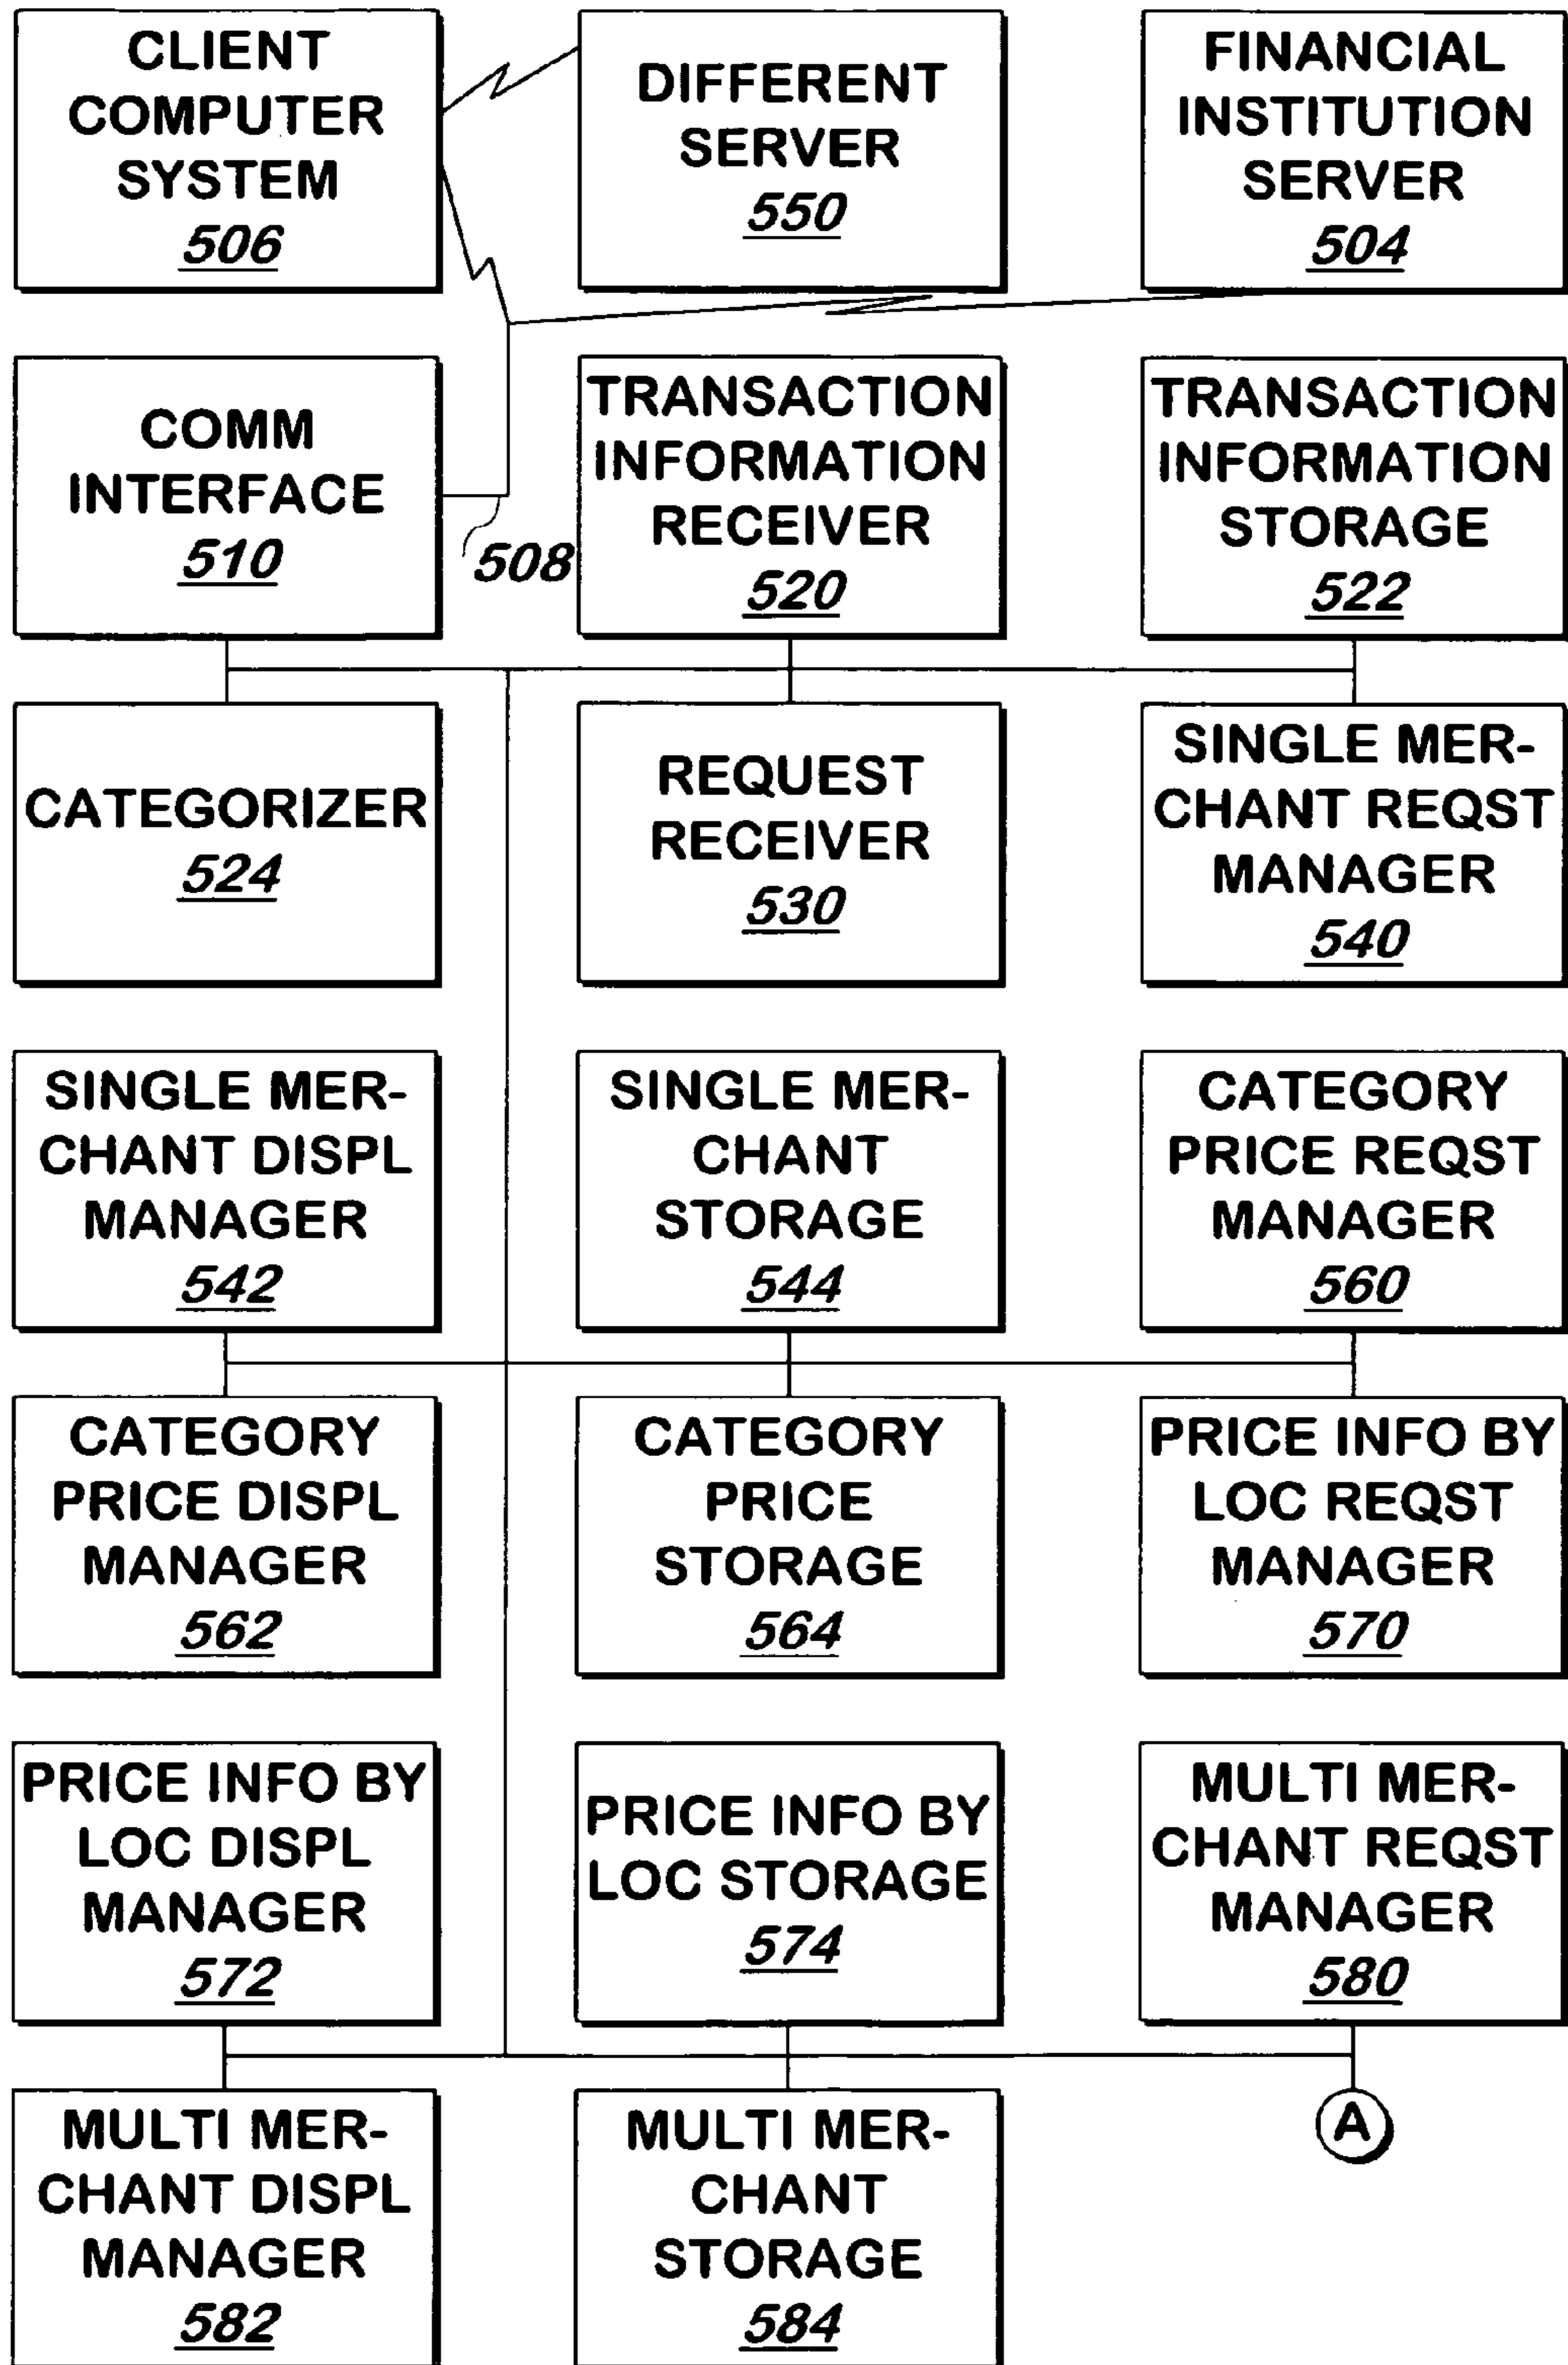 CLIENT
COMPUTER
SYSTEM
506
DIFFERENT
SERVER
550
FINANCIAL
INSTITUTION
SERVER
504
COMM
INTERFACE
510
508
TRANSACTION
INFORMATION
RECEIVER
520
TRANSACTION
INFORMATION
STORAGE
522
CATEGORIZER
524
REQUEST
RECEIVER
530
SINGLE MER-
CHANT REQST
MANAGER
540
SINGLE MER-
CHANT DISPL
MANAGER
542
SINGLE MER-
CHANT
STORAGE
544
CATEGORY
PRICE REQST
MANAGER
560
CATEGORY
PRICE DISPL
MANAGER
562
CATEGORY
PRICE
STORAGE
564
PRICE INFO BY
LOC REQST
MANAGER
570
PRICE INFO BY
LOC DISPL
MANAGER
572
PRICE INFO BY
LOC STORAGE
574
MULTI MER-
CHANT REQST
MANAGER
580
MULTI MER-
CHANT DISPL
MANAGER
582
MULTI MER-
CHANT
STORAGE
584
A